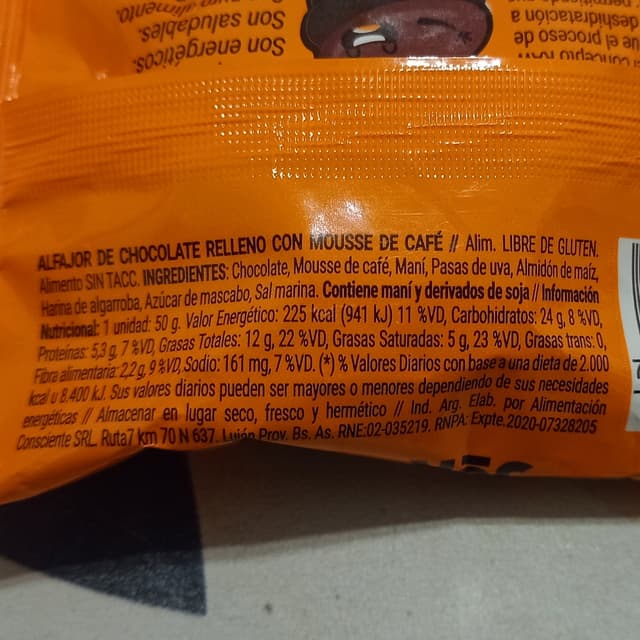 Son energéticos.
Son saludables.
alimento.
concepto RAW
que el proceso de
deshidratación a
ALFAJOR DE CHOCOLATE RELLENO CON MOUSSE DE CAFÉ // Alim. LIBRE DE GLUTEN.
Alimento SIN TACC. INGREDIENTES: Chocolate, Mousse de café, Maní, Pasas de uva, Almidón de maíz,
Harina de algarroba, Azúcar de mascabo, Sal marina. Contiene maní y derivados de soja // Información
Nutricional: 1 unidad: 50 g. Valor Energético: 225 kcal (941 kJ) 11 %VD, Carbohidratos: 24 g, 8 %VD,
Proteínas: 5,3 g, 7 %VD, Grasas Totales: 12 g, 22 %VD, Grasas Saturadas: 5 g, 23 %VD, Grasas trans: 0,
Fibra alimentaria: 2,2 g, 9 %VD, Sodio: 161 mg, 7 %VD. (*) % Valores Diarios con base a una dieta de 2.000
kcal u 8.400 kJ. Sus valores diarios pueden ser mayores o menores dependiendo de sus necesidades
energéticas // Almacenar en lugar seco, fresco y hermético // Ind. Arg. Elab. por Alimentación
Consciente SRL. Ruta7 km 70 N 637. Luján Prov. Bs. As. RNE:02-035219. RNPA: Expte.2020-07328205